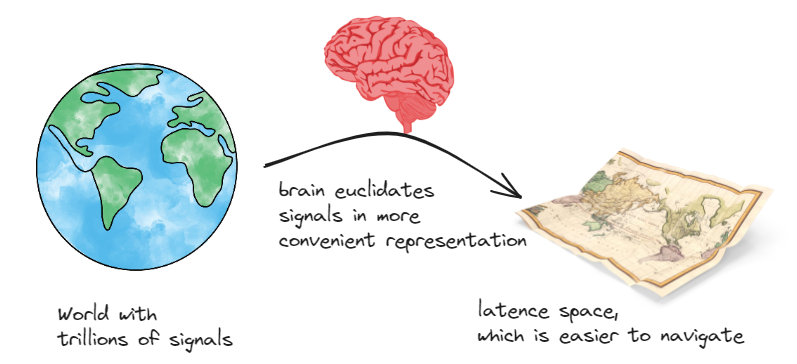 brain euclidates
signals in more
convenient representation
World with
trillions of signals
latence space,
which is easier to navigate